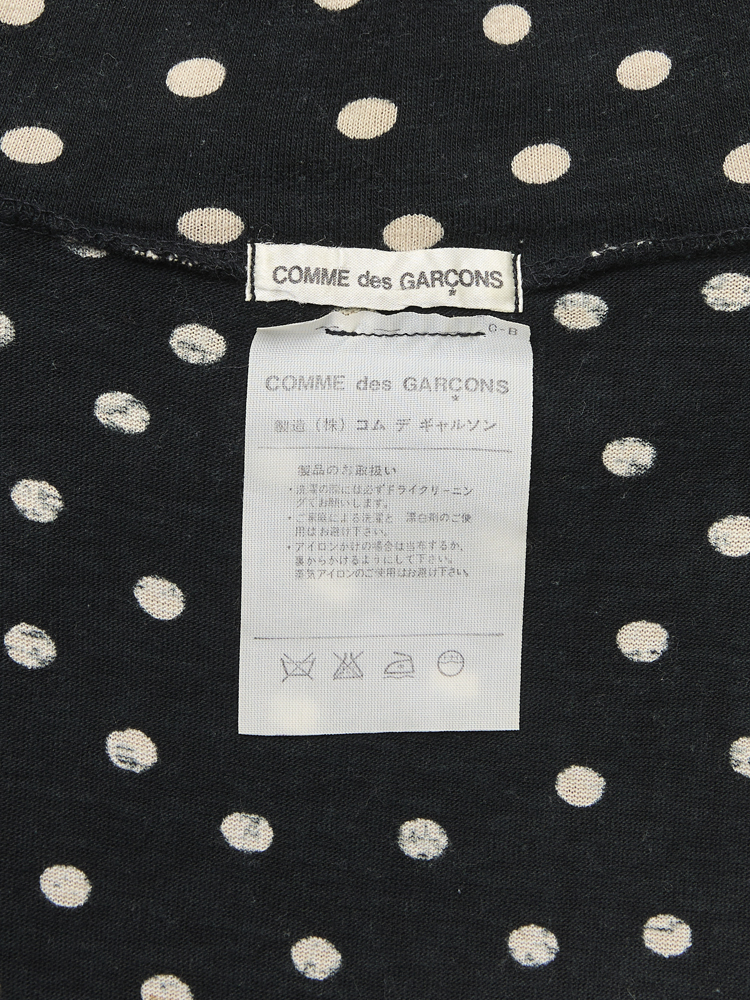 COMME des GARÇONS
C-B
COMME des GARÇONS
製造（株）コム デ ギャルソン
製品のお取扱い
・洗濯の際には必ずドライクリーニン
グでお願いします。
・ご家庭による洗濯と 漂白剤のご使
用はお避け下さい。
・アイロンかけの場合は当布するか、
裏からかけるようにして下さい。
蒸気アイロンのご使用はお避け下さい。